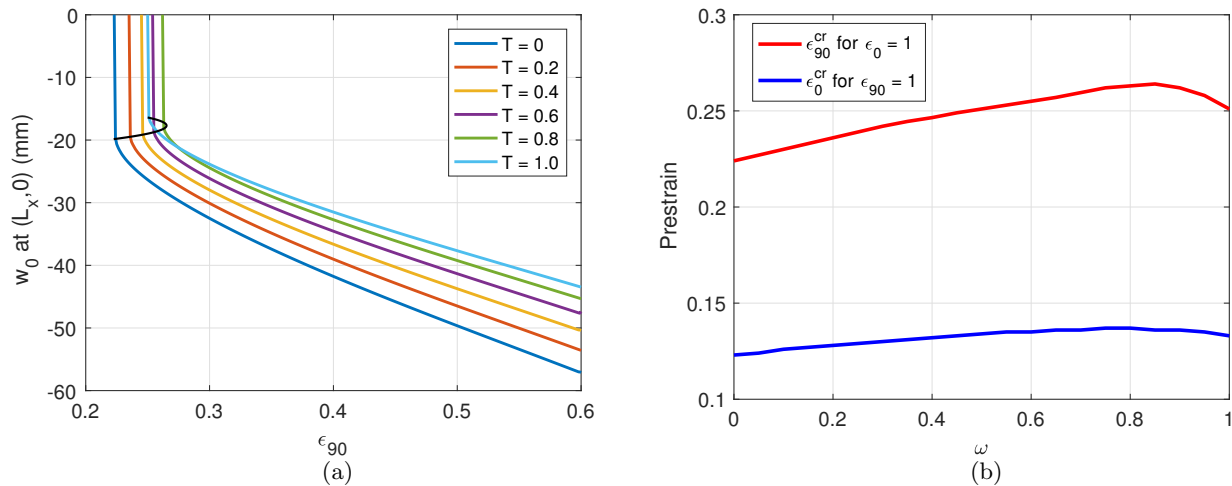 0
-10
-20
-30
-40
-50
-60
w₀ at (Lₓ,0) (mm)
0.2
0.3
0.4
0.5
0.6
ϵ₉₀
T = 0
T = 0.2
T = 0.4
T = 0.6
T = 0.8
T = 1.0
(a)
0.3
0.25
0.2
0.15
0.1
Prestrain
0
0.2
0.4
0.6
0.8
1
ω
ϵ₉₀ᶜʳ for ϵ₀ = 1
ϵ₀ᶜʳ for ϵ₉₀ = 1
(b)